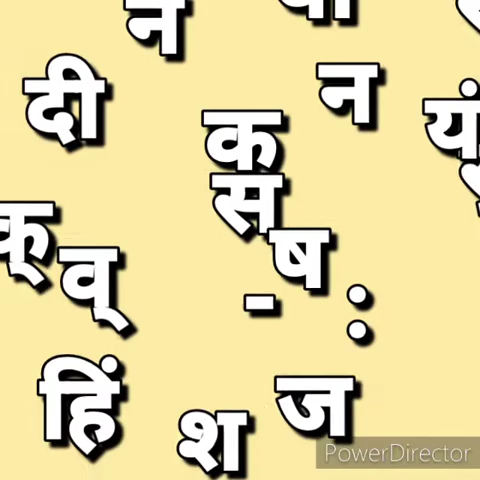 न
दी
न
क
यं
स
क्
ष
व्
-
:
हिं
ज
श
PowerDirector